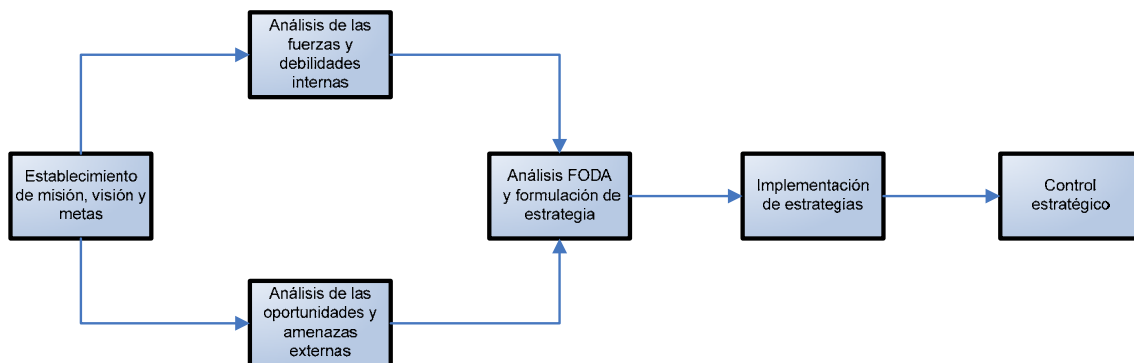 Análisis de las
fuerzas y
debilidades
internas
Establecimiento
de misión, visión y
metas
Análisis FODA
y formulación de
estrategia
Implementación
de estrategias
Control
estratégico
Análisis de las
oportunidades y
amenazas
externas